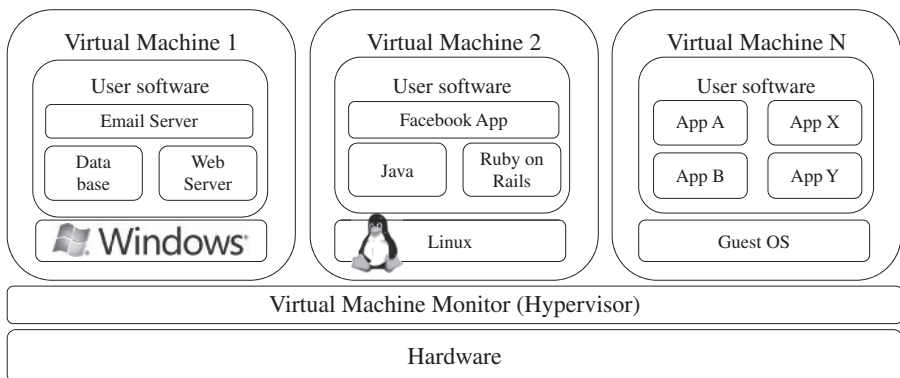 Virtual Machine 1
User software
Email Server
Data
base
Web
Server
Windows
Virtual Machine 2
User software
Facebook App
Java
Ruby on
Rails
Linux
Virtual Machine N
User software
App A
App X
App B
App Y
Guest OS
Virtual Machine Monitor (Hypervisor)
Hardware